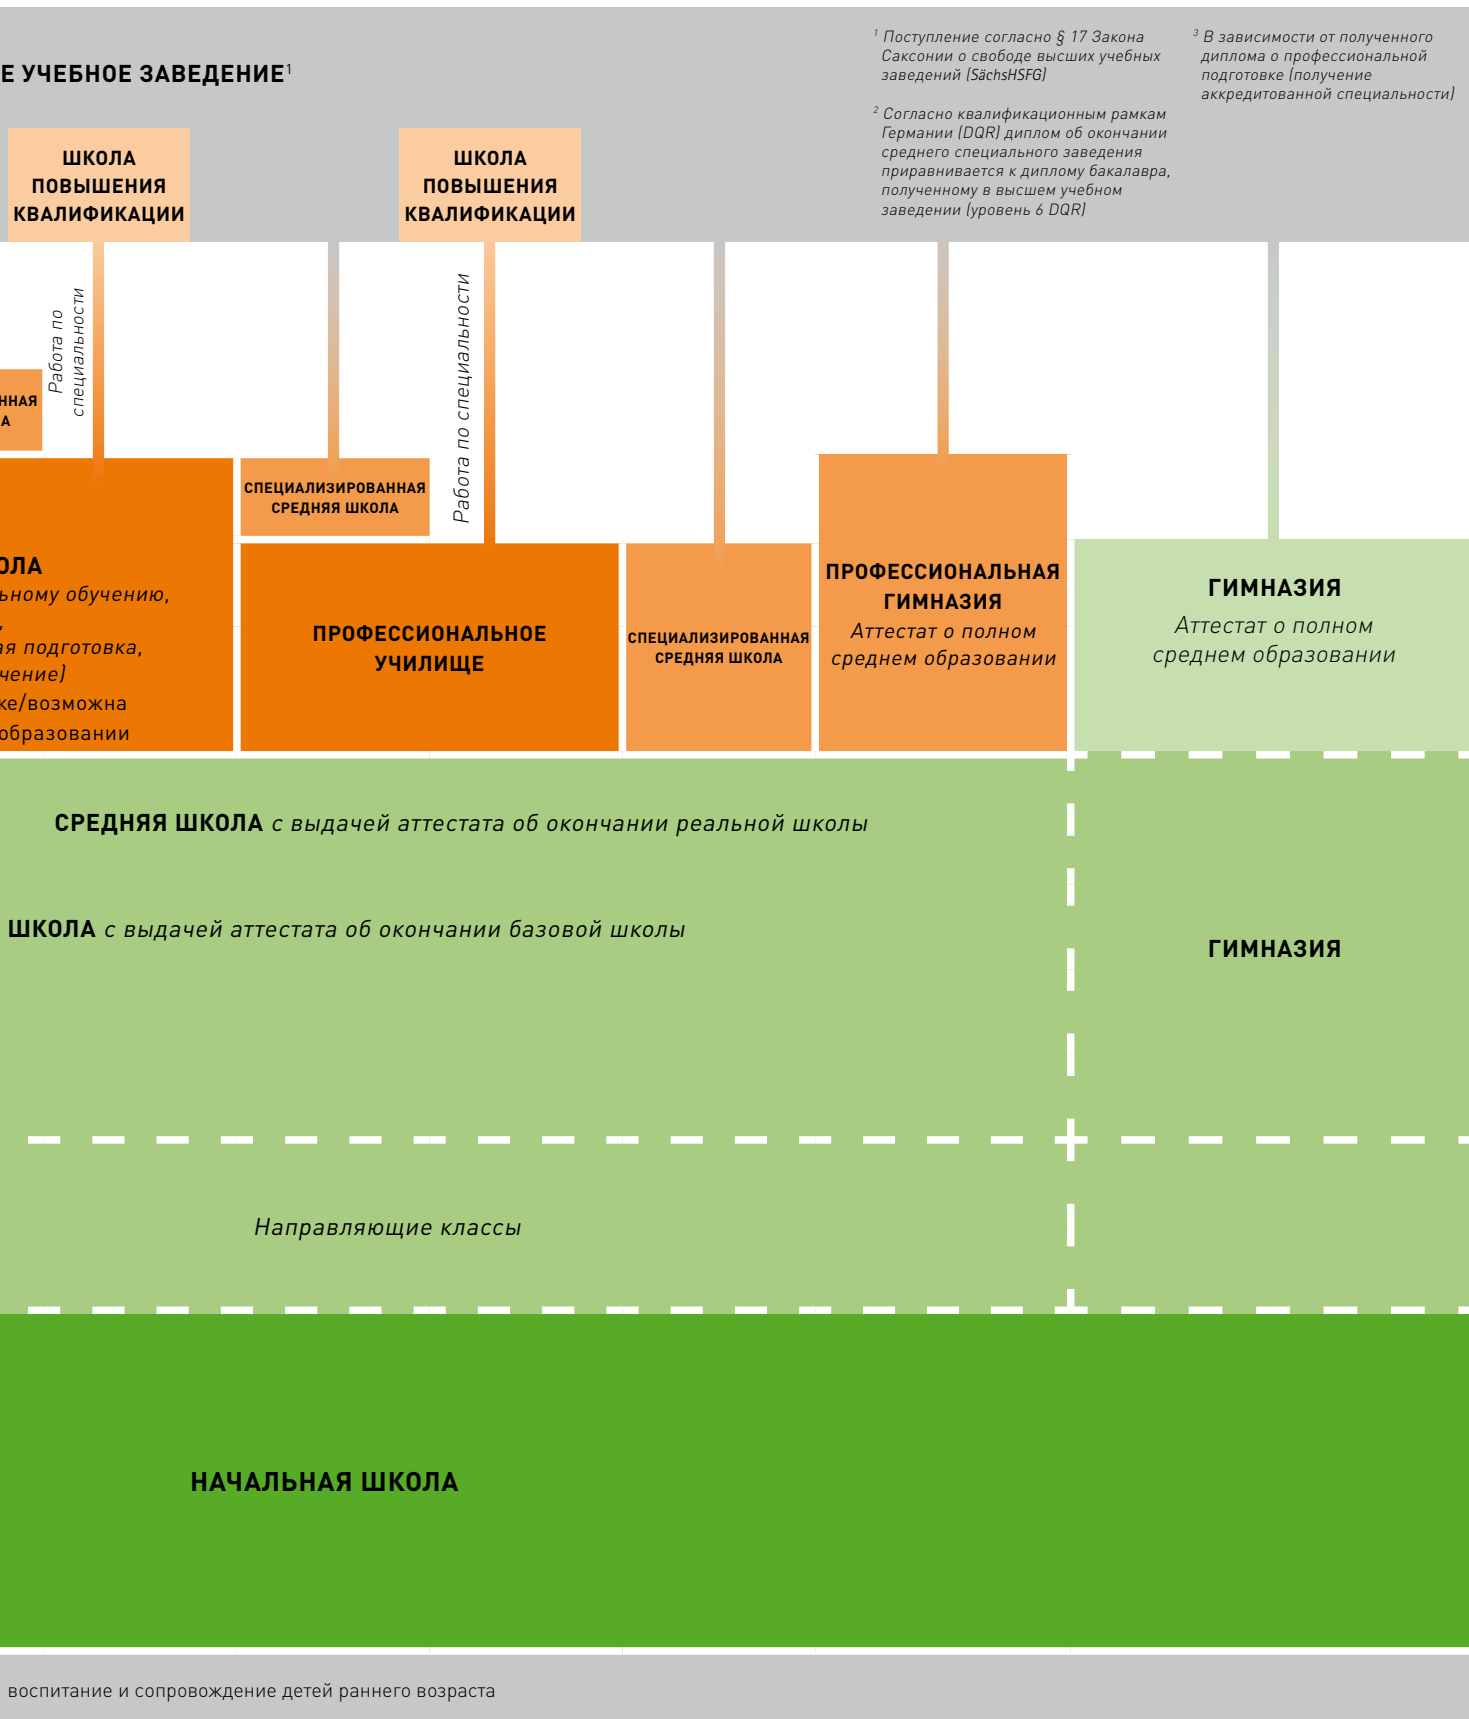 Е УЧЕБНОЕ ЗАВЕДЕНИЕ¹
¹ Поступление согласно § 17 Закона
Саксонии о свободе высших учебных
заведений (SächsHSFG)
² Согласно квалификационным рамкам
Германии (DQR) диплом об окончании
среднего специального заведения
приравнивается к диплому бакалавра,
полученному в высшем учебном
заведении (уровень 6 DQR)
³ В зависимости от полученного
диплома о профессиональной
подготовке (получение
аккредитованной специальности)
ШКОЛА
ПОВЫШЕНИЯ
КВАЛИФИКАЦИИ
ШКОЛА
ПОВЫШЕНИЯ
КВАЛИФИКАЦИИ
Работа по
специальности
Работа по специальности
ННАЯ
А
СПЕЦИАЛИЗИРОВАННАЯ
СРЕДНЯЯ ШКОЛА
ОЛА
ьному обучению,
,
ая подготовка,
чение)
ке/возможна
образовании
ПРОФЕССИОНАЛЬНОЕ
УЧИЛИЩЕ
СПЕЦИАЛИЗИРОВАННАЯ
СРЕДНЯЯ ШКОЛА
ПРОФЕССИОНАЛЬНАЯ
ГИМНАЗИЯ
Аттестат о полном
среднем образовании
ГИМНАЗИЯ
Аттестат о полном
среднем образовании
СРЕДНЯЯ ШКОЛА с выдачей аттестата об окончании реальной школы
ШКОЛА с выдачей аттестата об окончании базовой школы
ГИМНАЗИЯ
Направляющие классы
НАЧАЛЬНАЯ ШКОЛА
воспитание и сопровождение детей раннего возраста